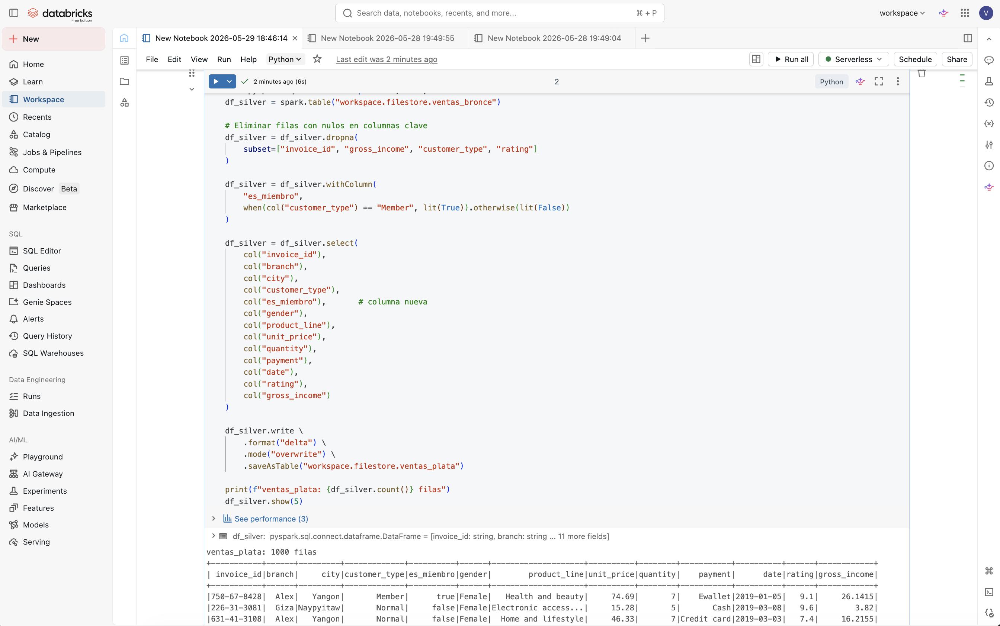 databricks
Free Edition
Search data, notebooks, recents, and more...
⌘ + P
workspace
V
New
Home
Learn
Workspace
Recents
Catalog
Jobs & Pipelines
Compute
Discover Beta
Marketplace
SQL
SQL Editor
Queries
Dashboards
Genie Spaces
Alerts
Query History
SQL Warehouses
Data Engineering
Runs
Data Ingestion
AI/ML
Playground
AI Gateway
Experiments
Features
Models
Serving
New Notebook 2026-05-29 18:46:14
New Notebook 2026-05-28 19:49:55
New Notebook 2026-05-28 19:49:04
File Edit View Run Help Python Last edit was 2 minutes ago
Run all Serverless Schedule Share
2 minutes ago (6s) 2 Python
df_silver = spark.table("workspace.filestore.ventas_bronce")
# Eliminar filas con nulos en columnas clave
df_silver = df_silver.dropna(
subset=["invoice_id", "gross_income", "customer_type", "rating"]
)
df_silver = df_silver.withColumn(
"es_miembro",
when(col("customer_type") == "Member", lit(True)).otherwise(lit(False))
)
df_silver = df_silver.select(
col("invoice_id"),
col("branch"),
col("city"),
col("customer_type"),
col("es_miembro"),       # columna nueva
col("gender"),
col("product_line"),
col("unit_price"),
col("quantity"),
col("payment"),
col("date"),
col("rating"),
col("gross_income")
)
df_silver.write \
.format("delta") \
.mode("overwrite") \
.saveAsTable("workspace.filestore.ventas_plata")
print(f"ventas_plata: {df_silver.count()} filas")
df_silver.show(5)
See performance (3)
df_silver: pyspark.sql.connect.dataframe.DataFrame = [invoice_id: string, branch: string ... 11 more fields]
ventas_plata: 1000 filas
+-----------+------+---------+-------------+----------+------+--------------------+----------+--------+-----------+----------+------+------------+
| invoice_id|branch|     city|customer_type|es_miembro|gender|        product_line|unit_price|quantity|    payment|      date|rating|gross_income|
+-----------+------+---------+-------------+----------+------+--------------------+----------+--------+-----------+----------+------+------------+
|750-67-8428|  Alex|   Yangon|       Member|      true|Female|   Health and beauty|     74.69|       7|    Ewallet|2019-01-05|   9.1|     26.1415|
|226-31-3081|  Giza|Naypyitaw|       Normal|     false|Female|Electronic access...|     15.28|       5|       Cash|2019-03-08|   9.6|        3.82|
|631-41-3108|  Alex|   Yangon|       Normal|     false|Female|  Home and lifestyle|     46.33|       7|Credit card|2019-03-03|   7.4|     16.2155|